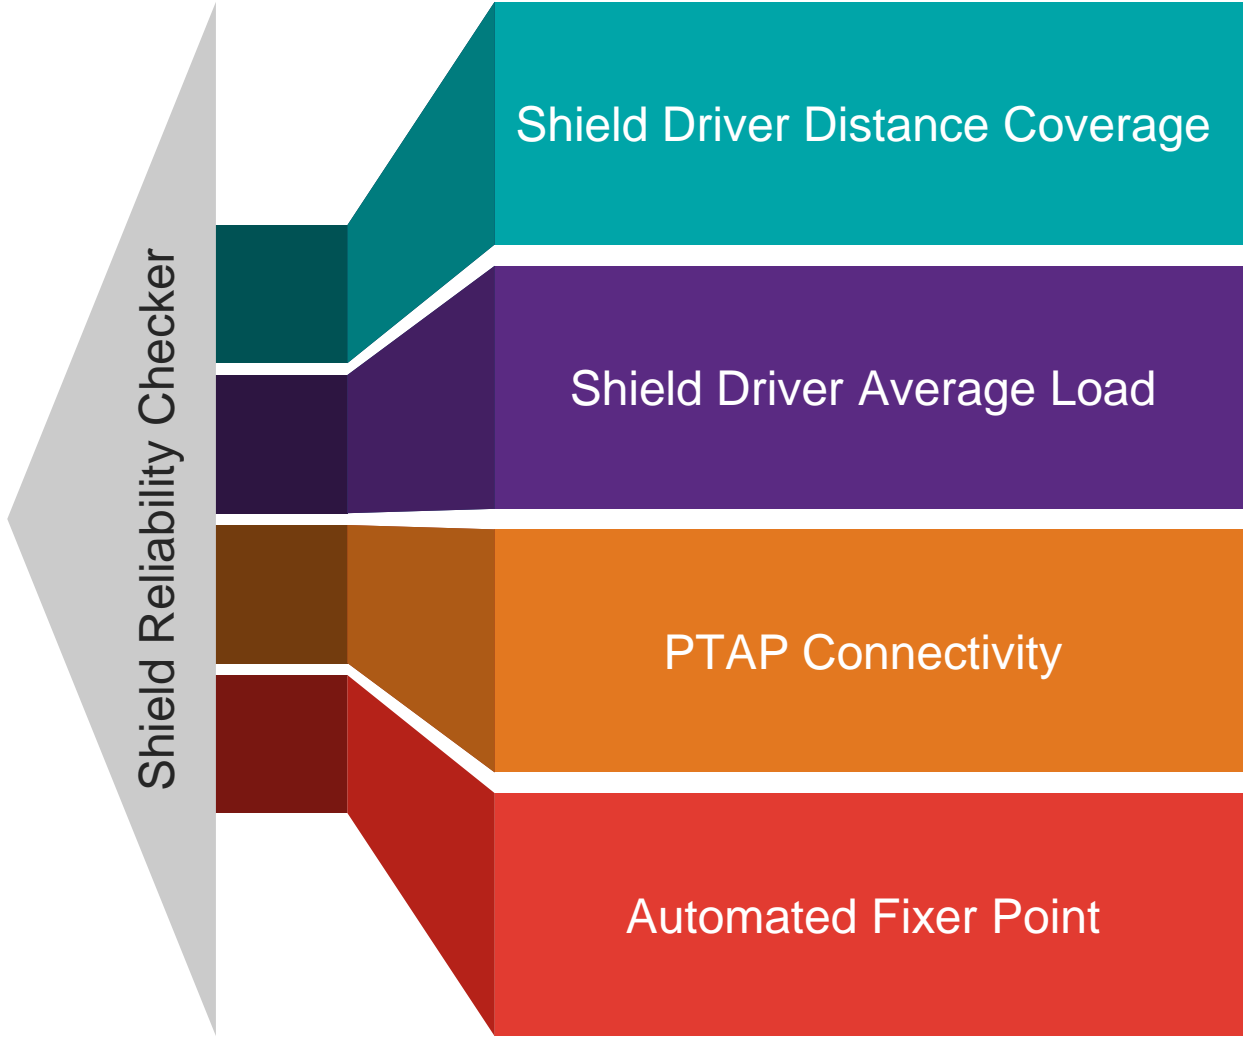 Shield Reliability Checker
Shield Driver Distance Coverage
Shield Driver Average Load
PTAP Connectivity
Automated Fixer Point